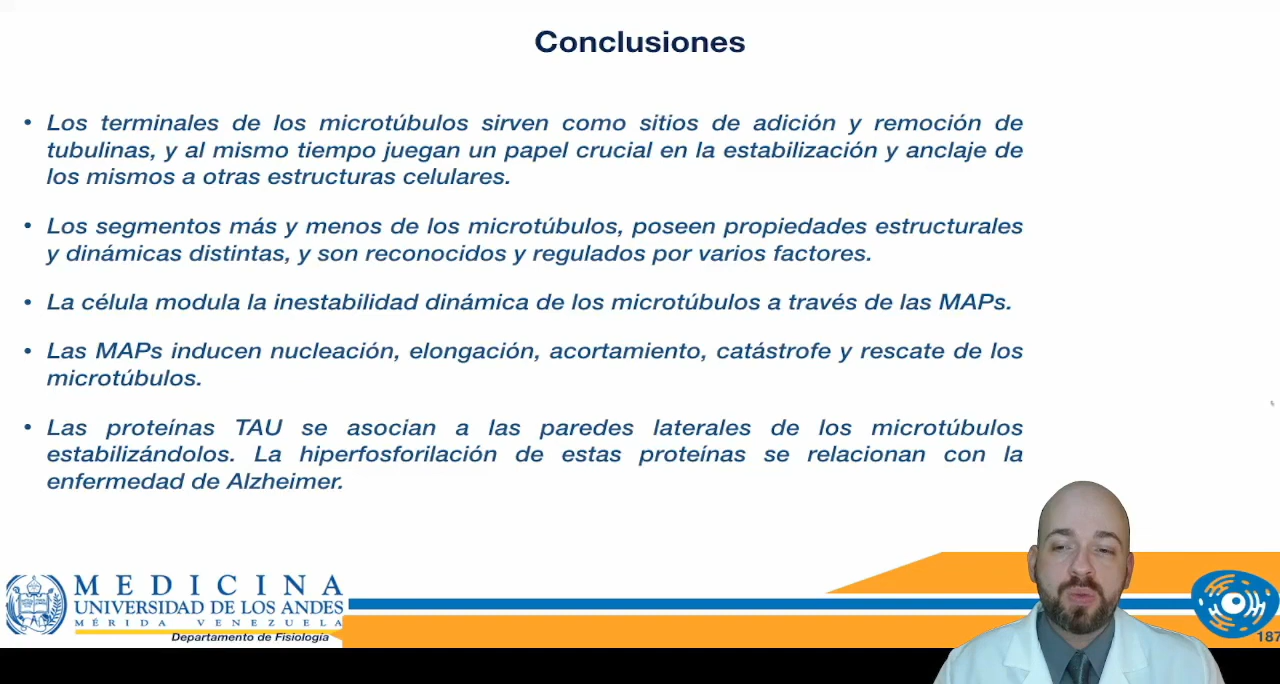 Conclusiones
• Los terminales de los microtúbulos sirven como sitios de adición y remoción de
tubulinas, y al mismo tiempo juegan un papel crucial en la estabilización y anclaje de
los mismos a otras estructuras celulares.
• Los segmentos más y menos de los microtúbulos, poseen propiedades estructurales
y dinámicas distintas, y son reconocidos y regulados por varios factores.
• La célula modula la inestabilidad dinámica de los microtúbulos a través de las MAPs.
• Las MAPs inducen nucleación, elongación, acortamiento, catástrofe y rescate de los
microtúbulos.
• Las proteínas TAU se asocian a las paredes laterales de los microtúbulos
estabilizándolos. La hiperfosforilación de estas proteínas se relacionan con la
enfermedad de Alzheimer.
MEDICINA
UNIVERSIDAD DE LOS ANDES
MÉRIDA VENEZUELA
Departamento de Fisiología
187